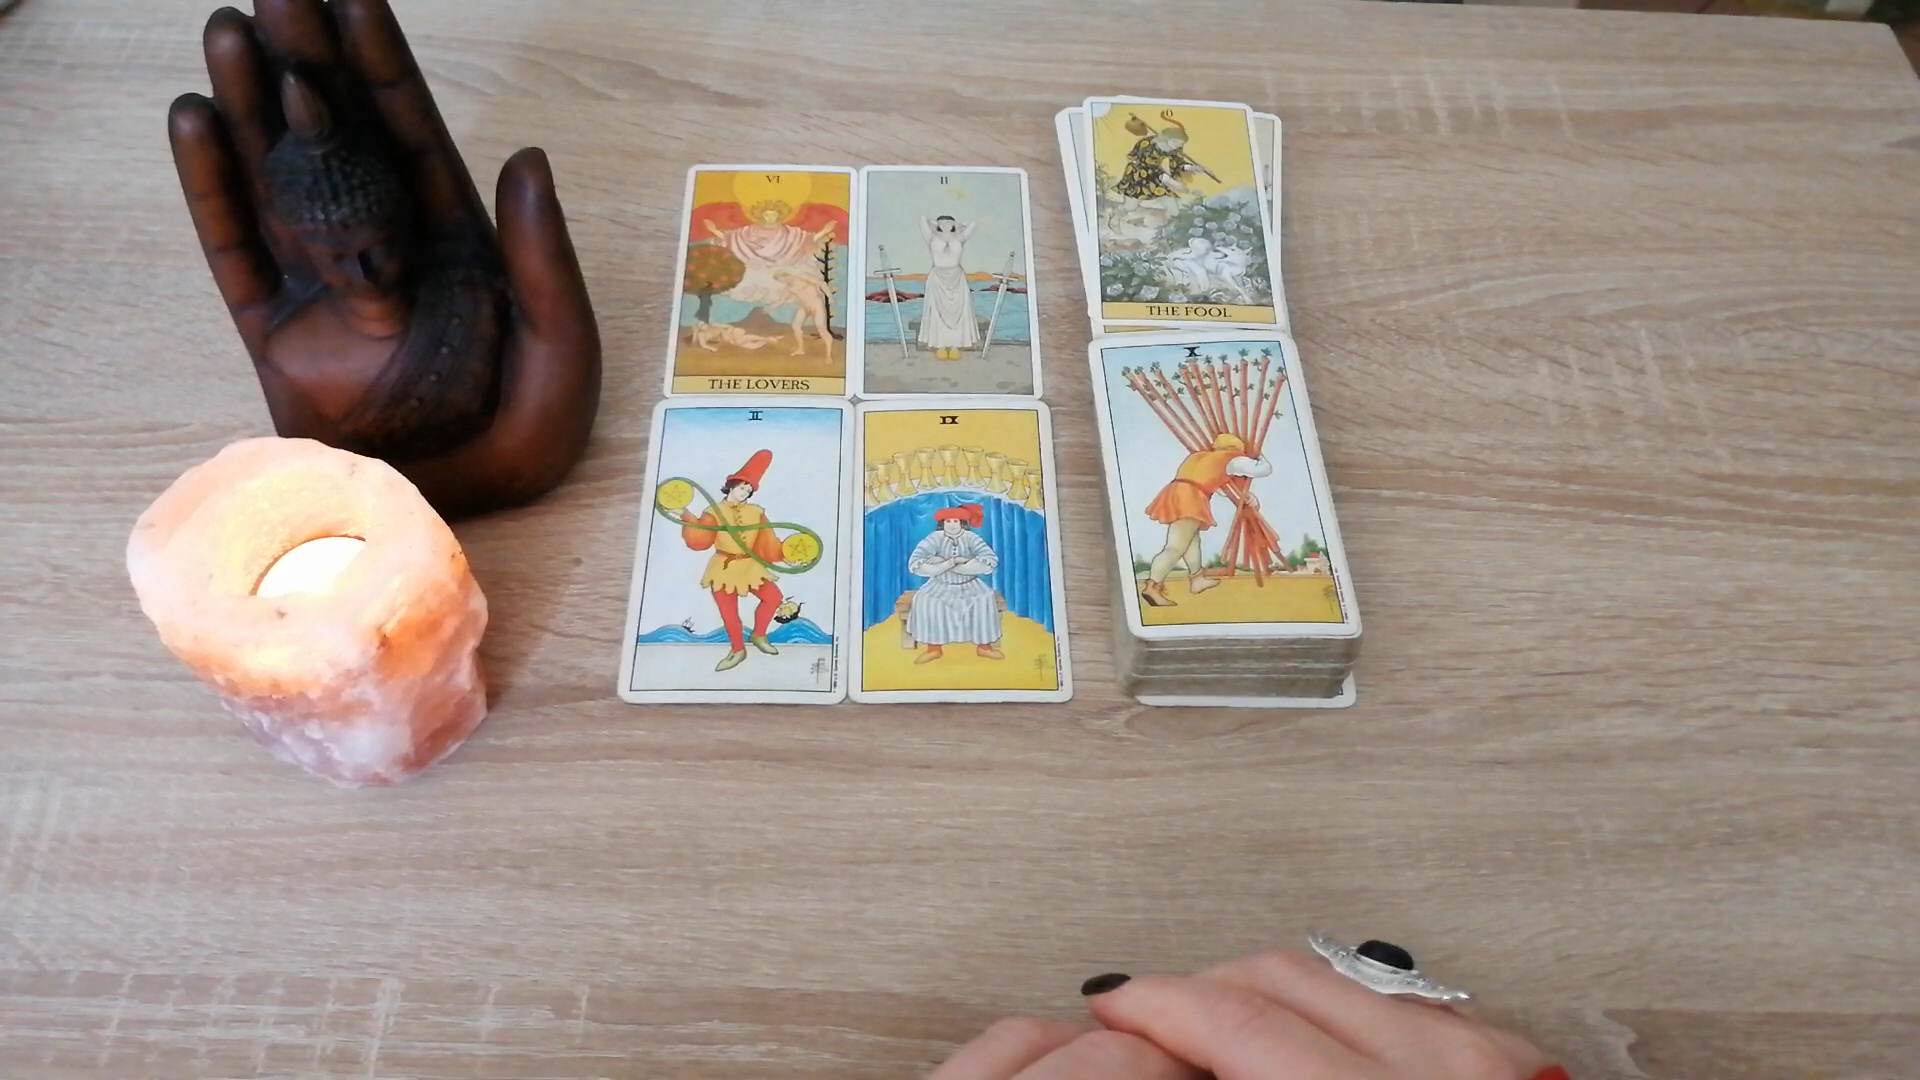 VI
II
0
THE FOOL
THE LOVERS
X
II
IX